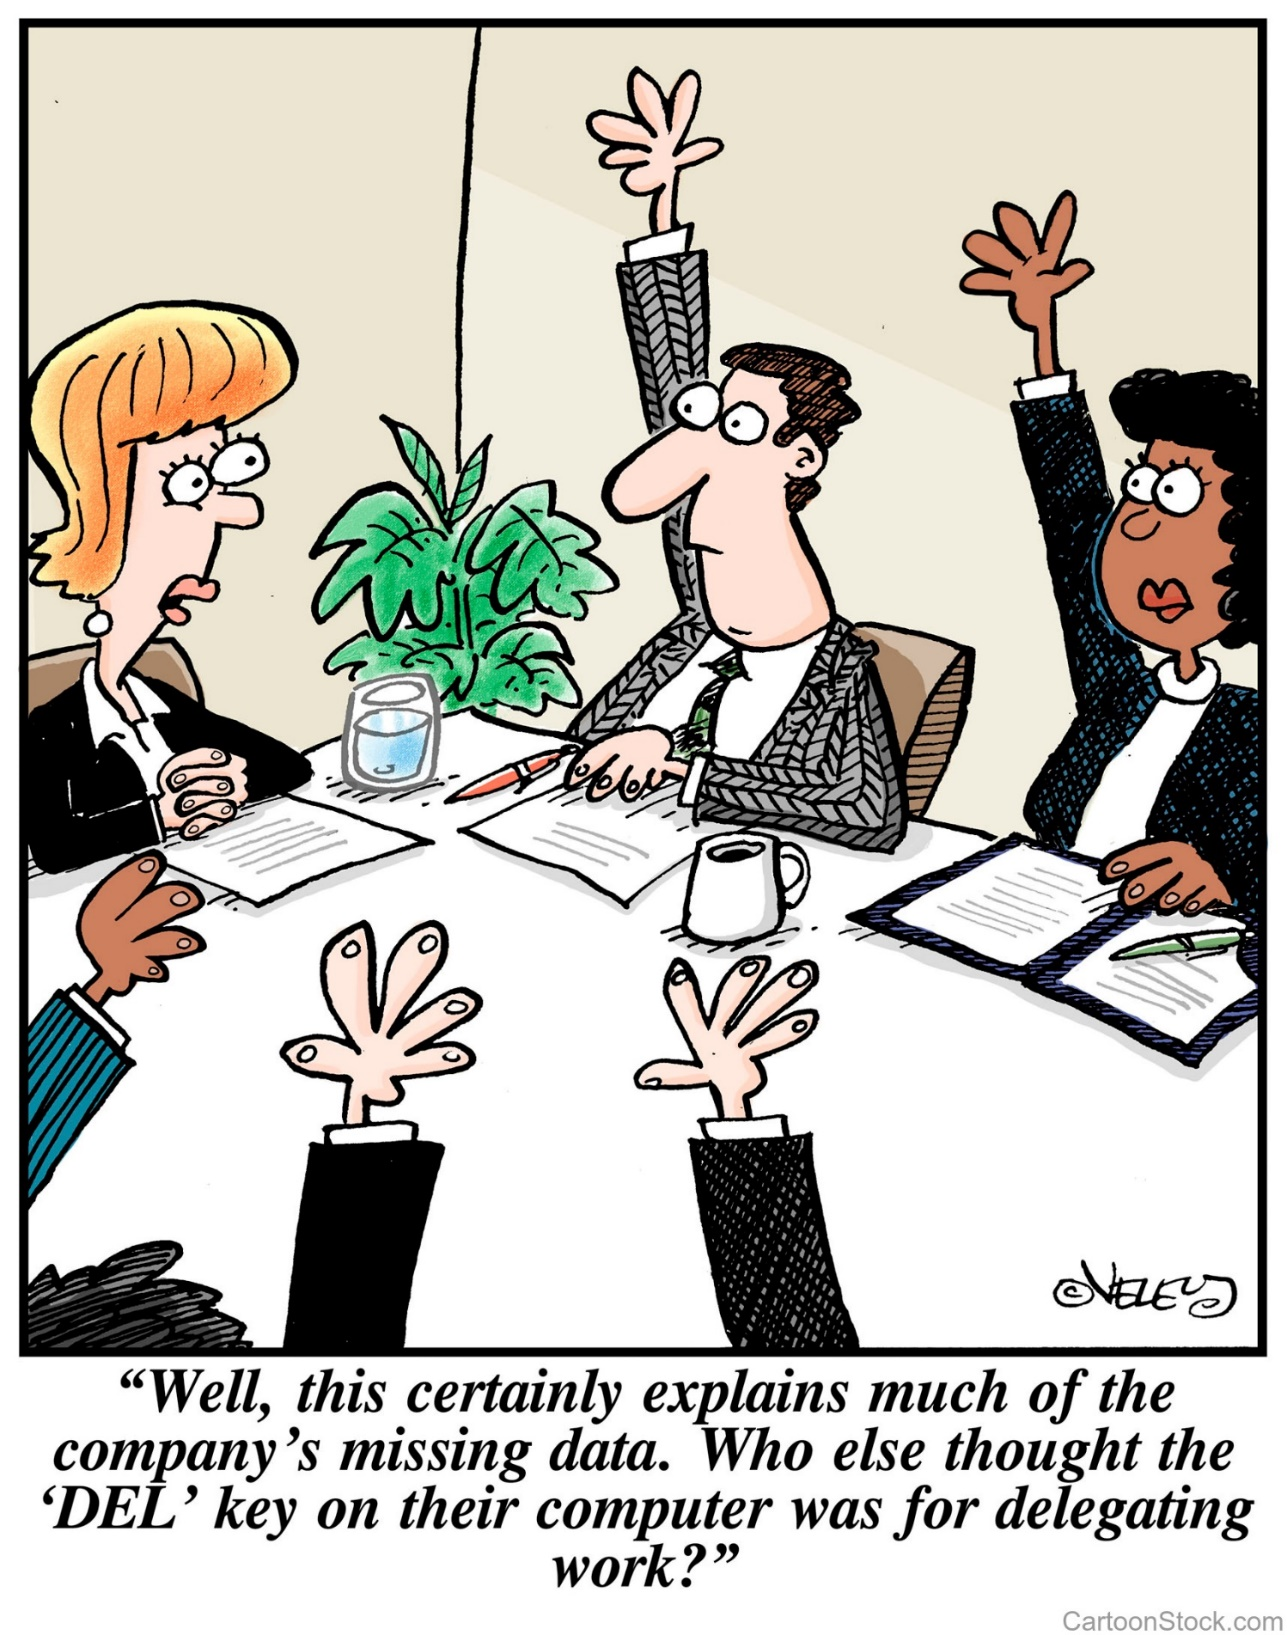 ©VELEY
“Well, this certainly explains much of the
company’s missing data. Who else thought the
‘DEL’ key on their computer was for delegating
work?”
CartoonStock.com